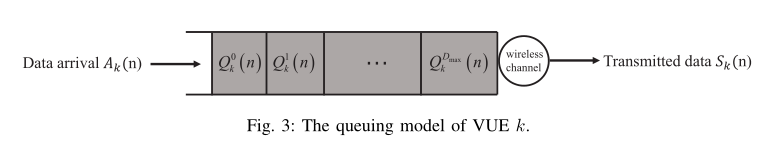 Data arrival A_k(n)
Q_k^0(n) Q_k^1(n) ⋯ Q_k^{D_max}(n)
wireless
channel
Transmitted data S_k(n)
Fig. 3: The queuing model of VUE k.